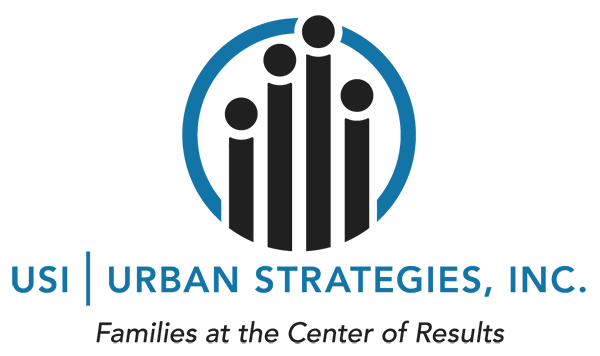 USI | URBAN STRATEGIES, INC.
Families at the Center of Results